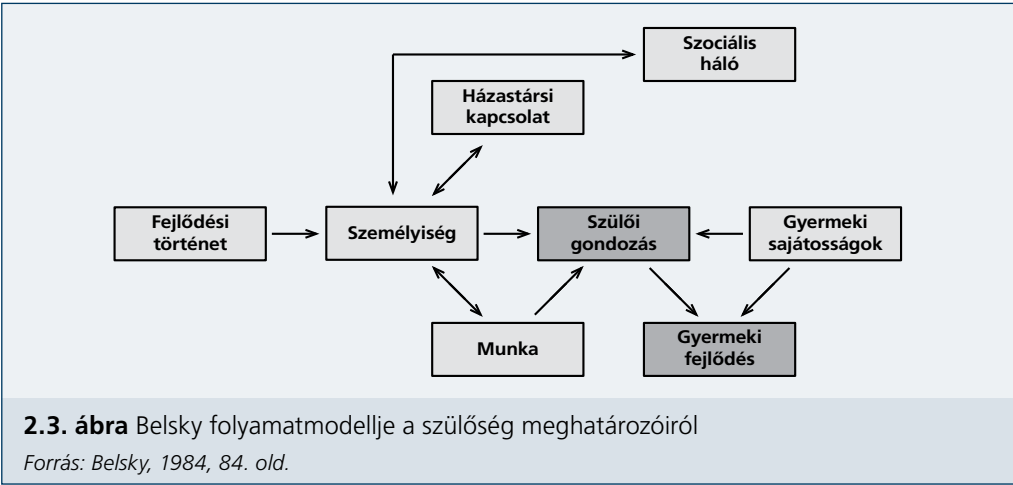 Szociális
háló
Házastársi
kapcsolat
Fejlődési
történet
Személyiség
Szülői
gondozás
Gyermeki
sajátosságok
Munka
Gyermeki
fejlődés
2.3. ábra Belsky folyamatmodellje a szülőség meghatározóiról
Forrás: Belsky, 1984, 84. old.